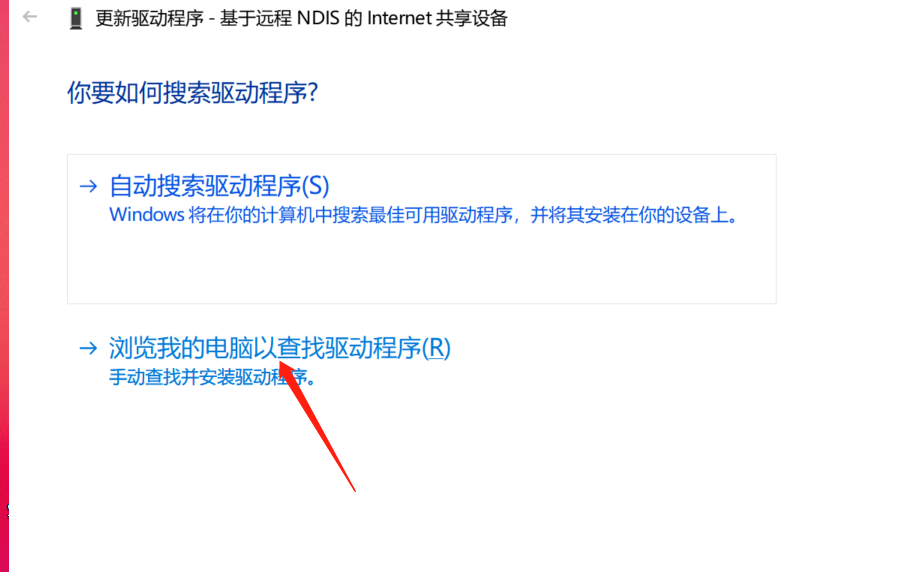 更新驱动程序 - 基于远程 NDIS 的 Internet 共享设备
你要如何搜索驱动程序?
自动搜索驱动程序(S)
Windows 将在你的计算机中搜索最佳可用驱动程序，并将其安装在你的设备上。
浏览我的电脑以查找驱动程序(R)
手动查找并安装驱动程序。